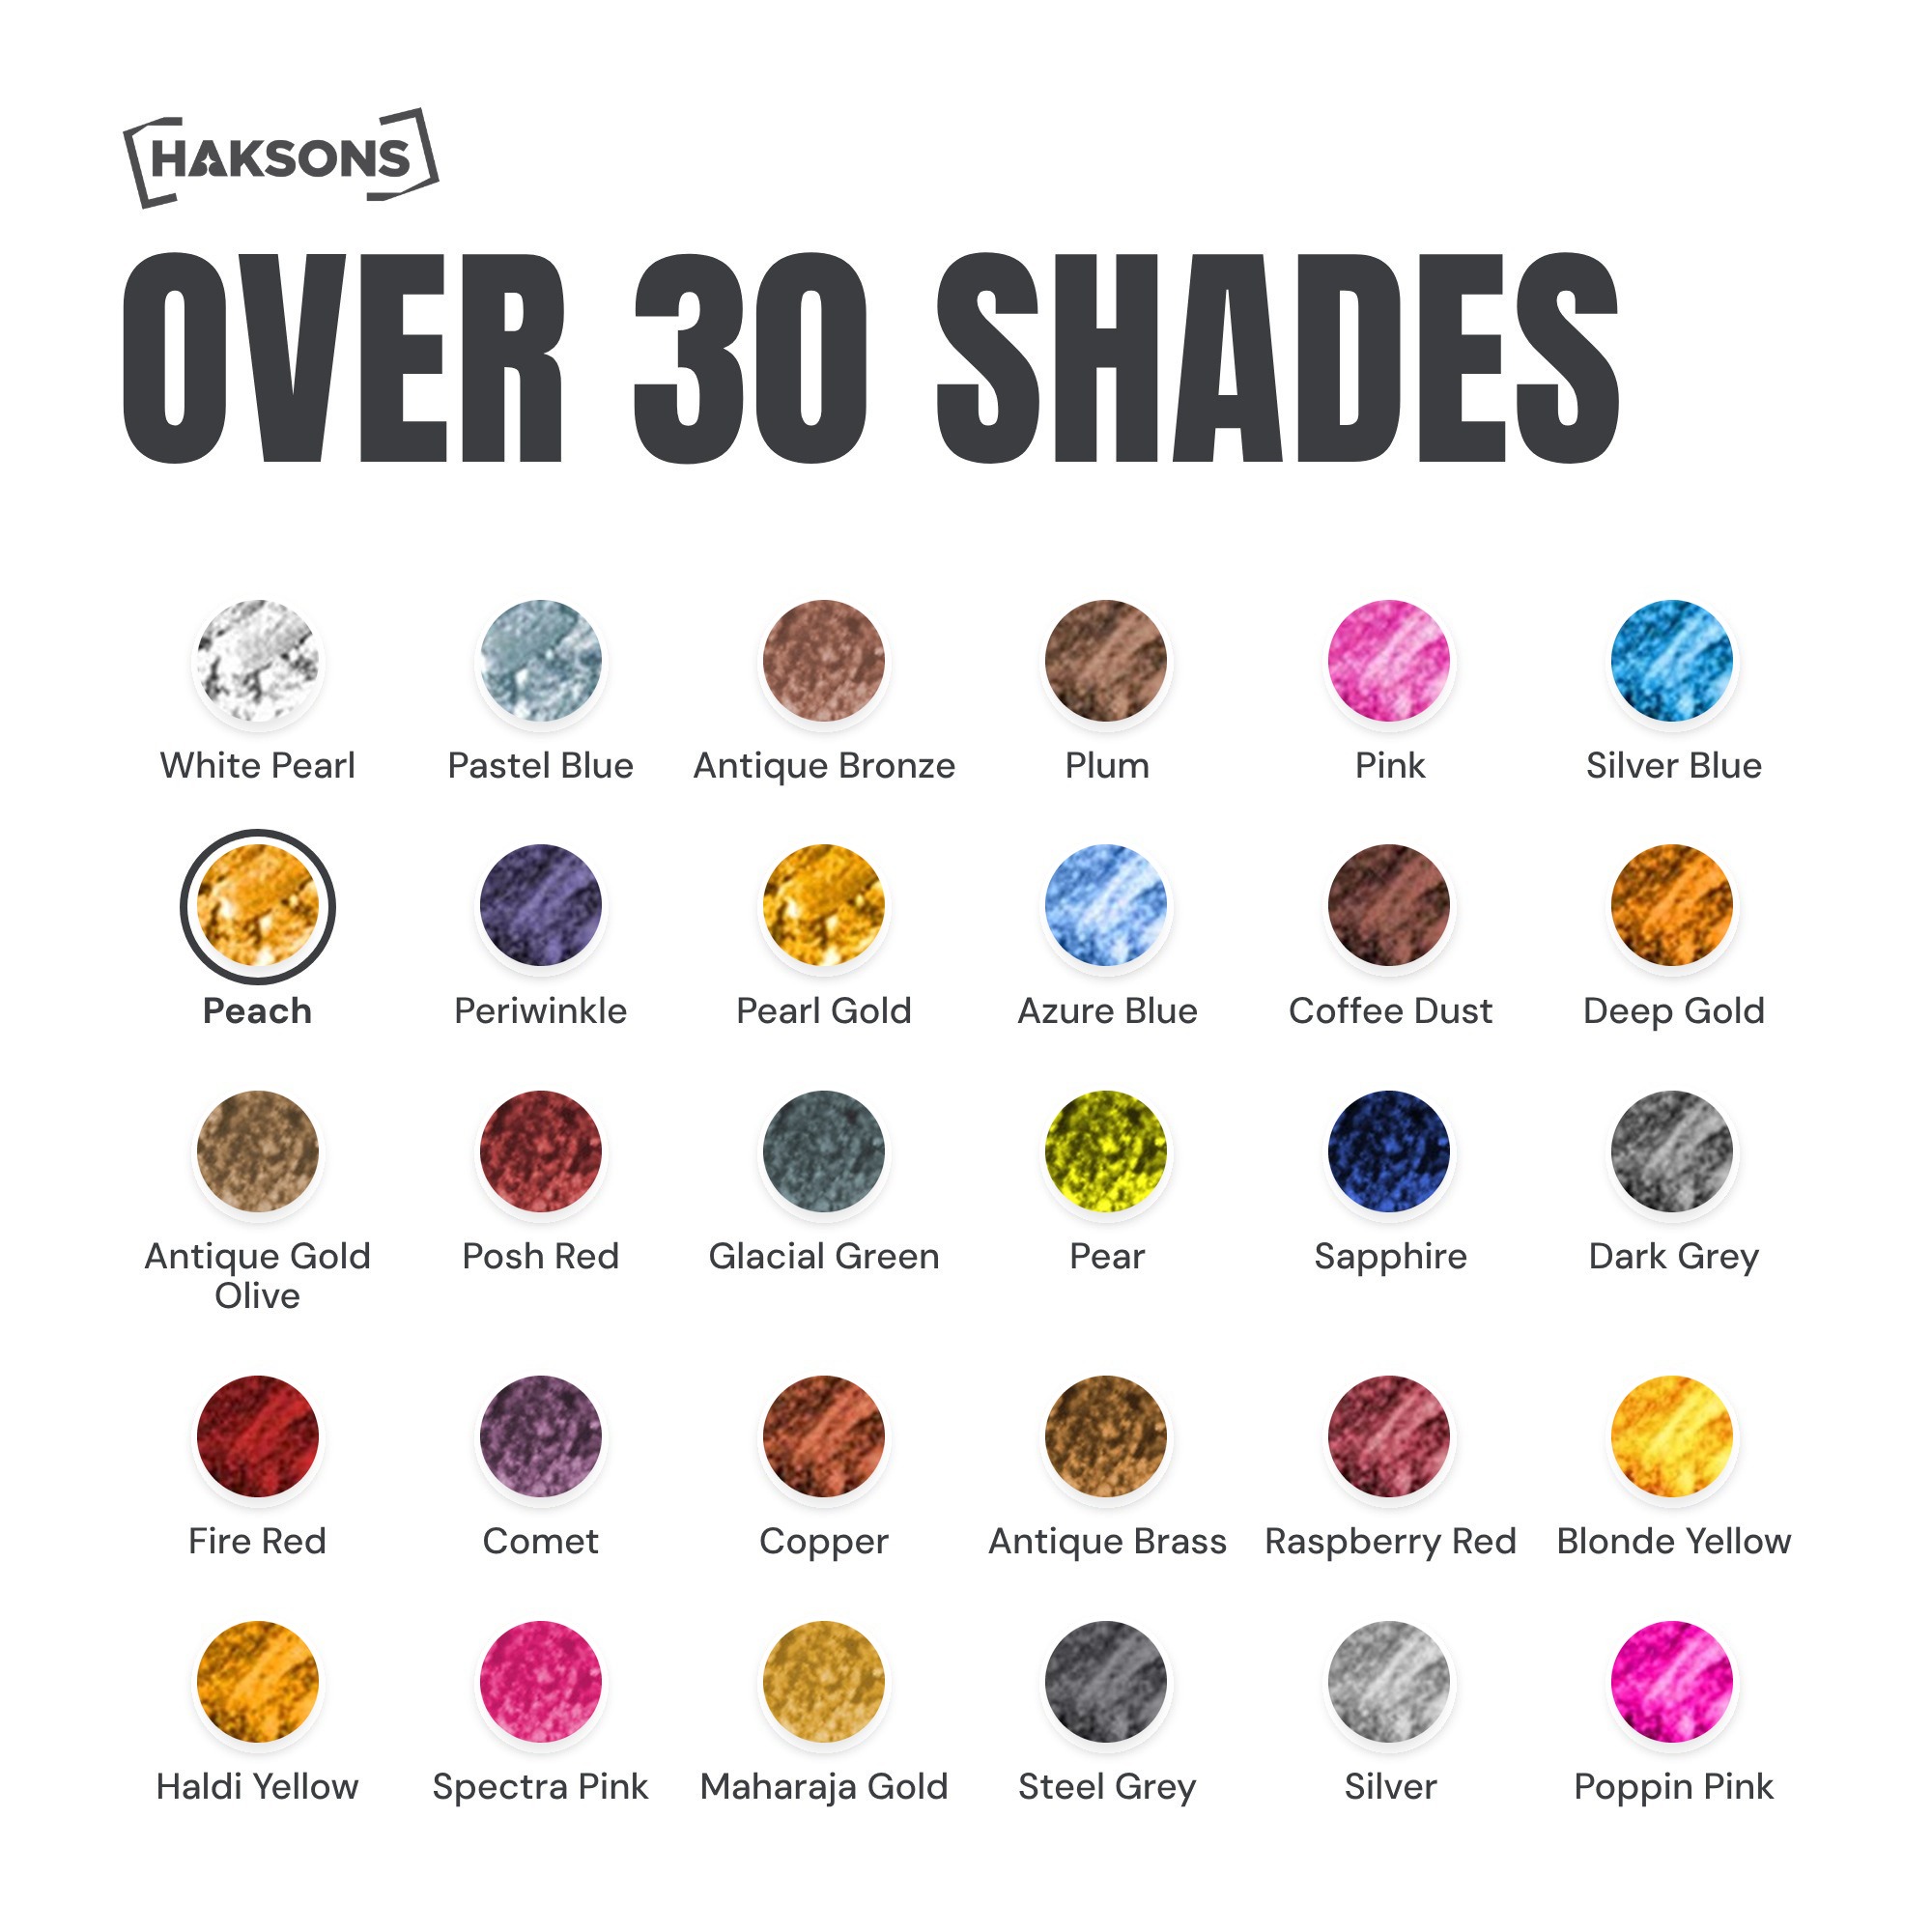 HAKSONS
OVER 30 SHADES
White Pearl
Pastel Blue
Antique Bronze
Plum
Pink
Silver Blue
Peach
Periwinkle
Pearl Gold
Azure Blue
Coffee Dust
Deep Gold
Antique Gold
Olive
Posh Red
Glacial Green
Pear
Sapphire
Dark Grey
Fire Red
Comet
Copper
Antique Brass
Raspberry Red
Blonde Yellow
Haldi Yellow
Spectra Pink
Maharaja Gold
Steel Grey
Silver
Poppin Pink